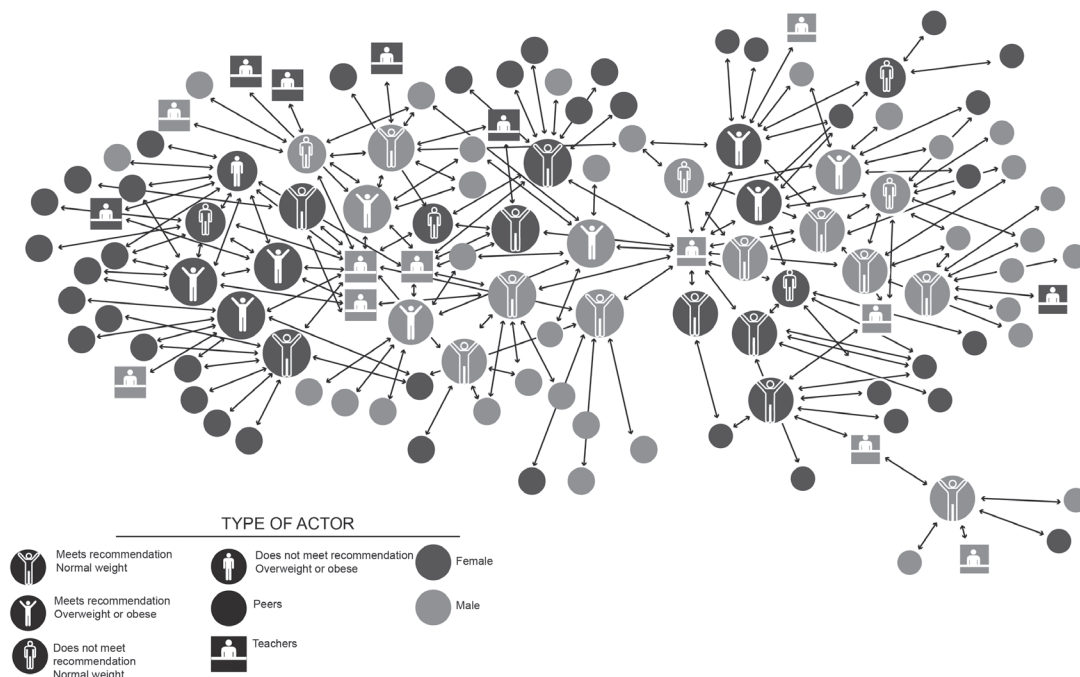 TYPE OF ACTOR
Meets recommendation
Normal weight
Meets recommendation
Overweight or obese
Does not meet
recommendation
Normal weight
Does not meet recommendation
Overweight or obese
Peers
Teachers
Female
Male